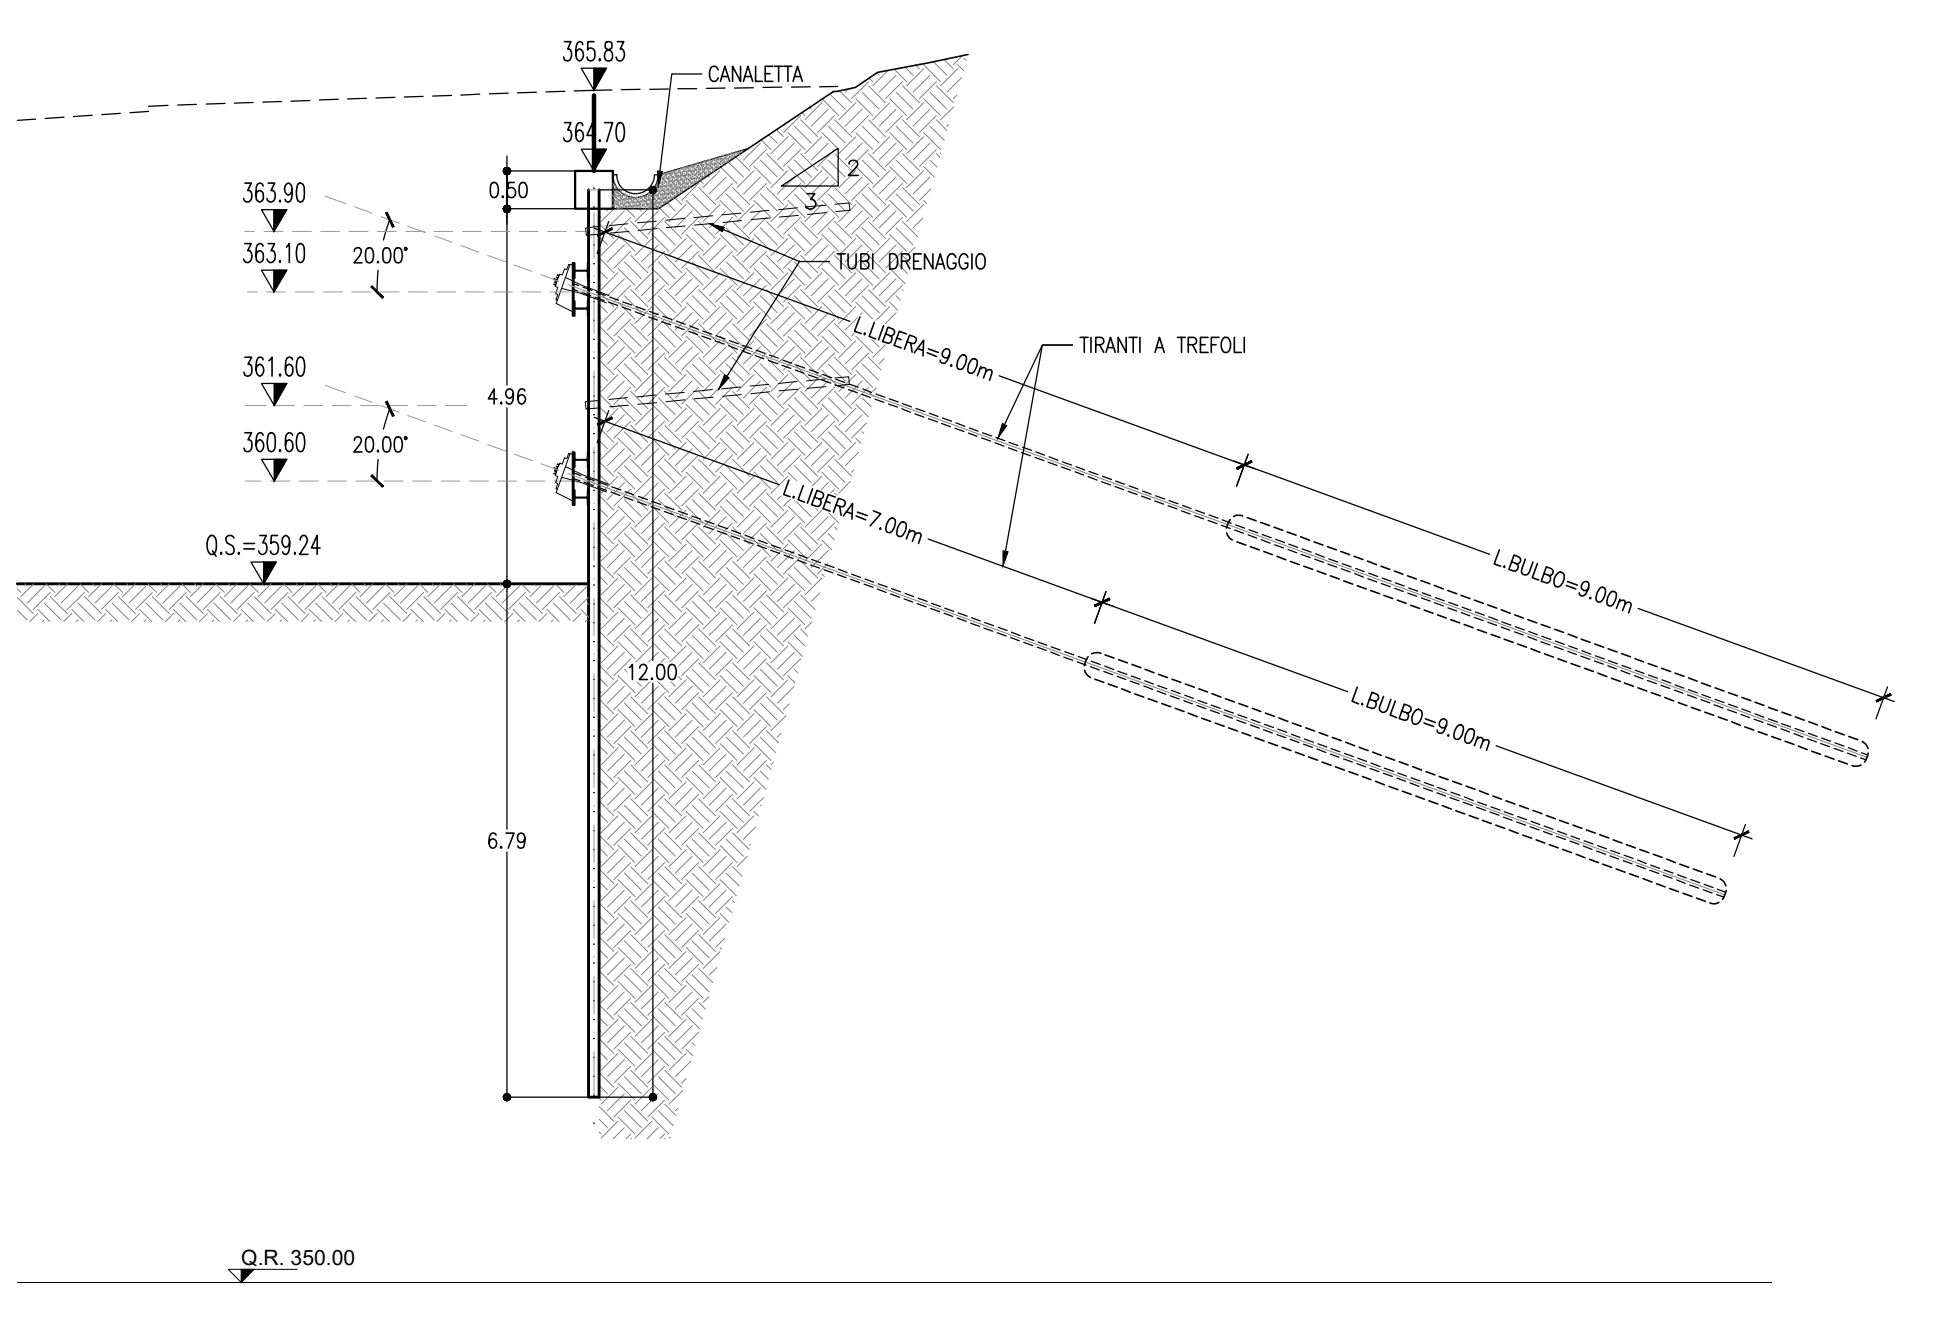 365.83
CANALETTA
364.70
2
3
0.50
363.90
363.10
20.00°
TUBI DRENAGGIO
L.LIBERA=9.00m
TIRANTI A TREFOLI
361.60
4.96
360.60
20.00°
L.LIBERA=7.00m
Q.S.=359.24
L.BULBO=9.00m
12.00
L.BULBO=9.00m
6.79
Q.R. 350.00